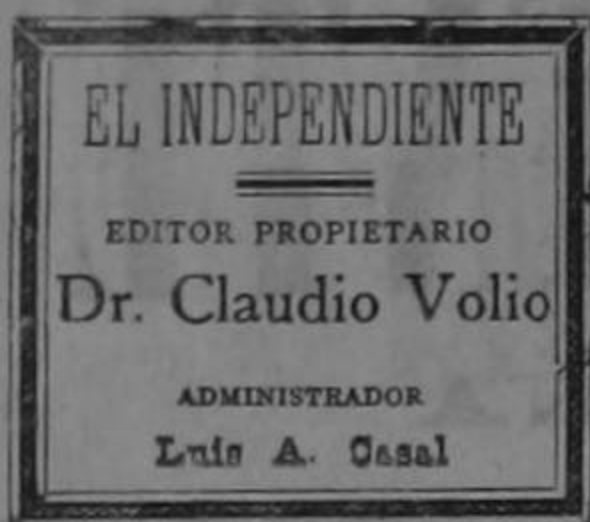 EL INDEPENDIENTE
EDITOR PROPIETARIO
Dr. Claudio Volio
ADMINISTRADOR
Luis A. Casal